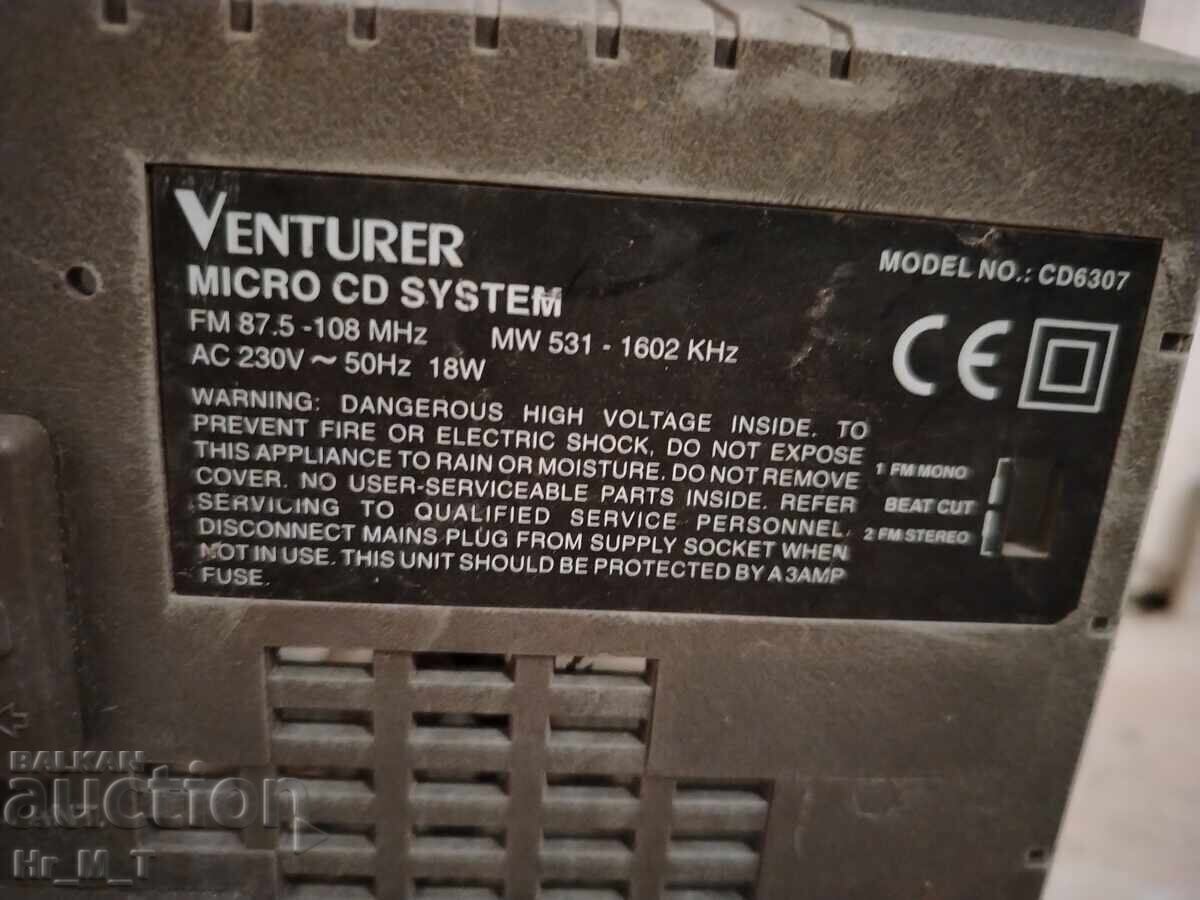 VENTURER
MODEL NO.: CD6307
MICRO CD SYSTEM
FM 87.5 -108 MHz MW 531 - 1602 KHz
AC 230V ~ 50Hz 18W
CE
WARNING: DANGEROUS HIGH VOLTAGE INSIDE. TO
PREVENT FIRE OR ELECTRIC SHOCK, DO NOT EXPOSE
THIS APPLIANCE TO RAIN OR MOISTURE. DO NOT REMOVE
COVER. NO USER-SERVICEABLE PARTS INSIDE. REFER
SERVICING TO QUALIFIED SERVICE PERSONNEL.
DISCONNECT MAINS PLUG FROM SUPPLY SOCKET WHEN
NOT IN USE. THIS UNIT SHOULD BE PROTECTED BY A 3AMP
FUSE.
1 FM MONO
BEAT CUT
2 FM STEREO
BALKAN
auction
Hr_M_T